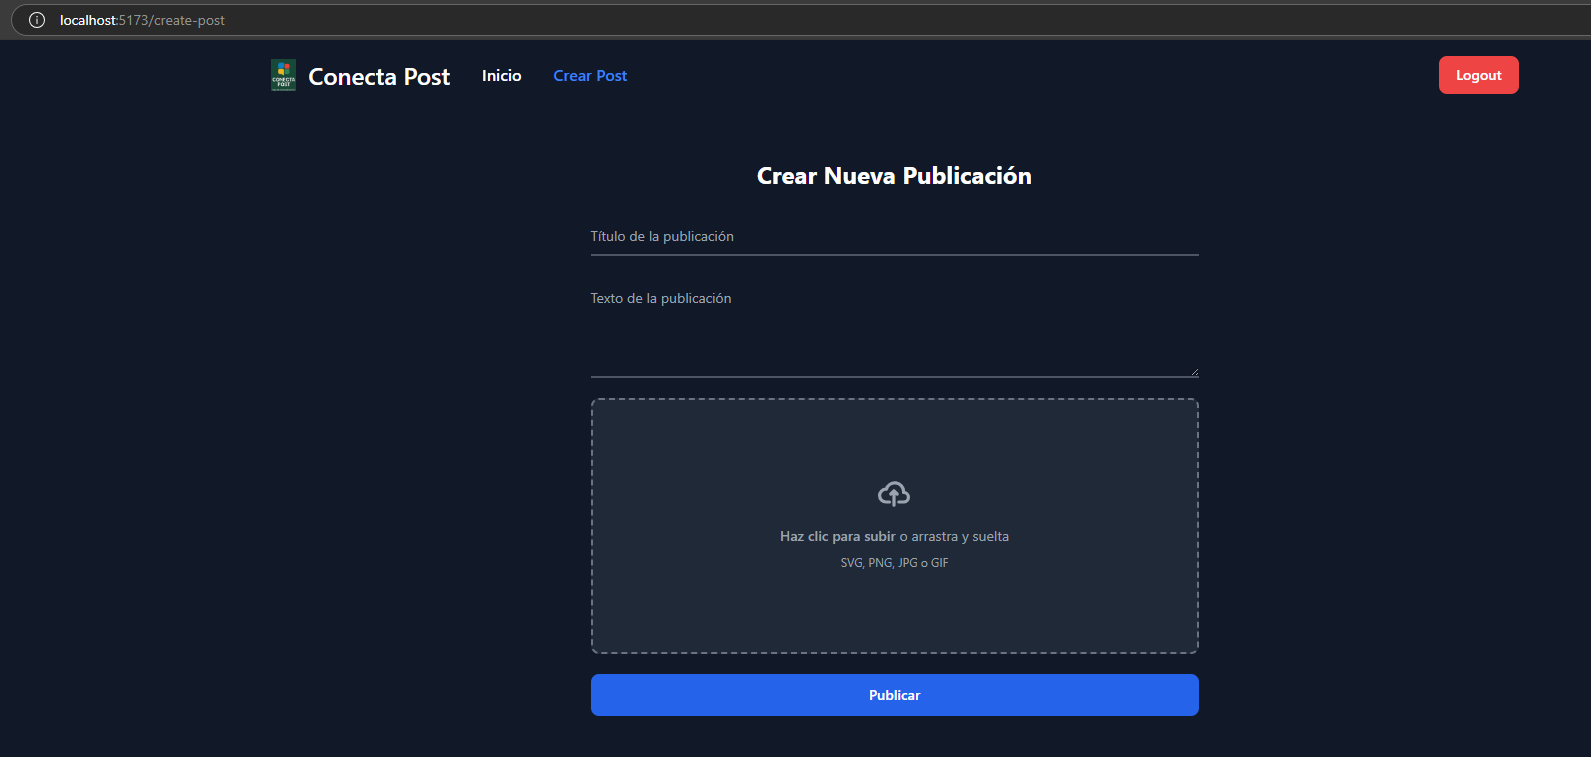 localhost:5173/create-post
CONECTA
POST
Conecta Post
Inicio
Crear Post
Logout
Crear Nueva Publicación
Título de la publicación
Texto de la publicación
Haz clic para subir o arrastra y suelta
SVG, PNG, JPG o GIF
Publicar